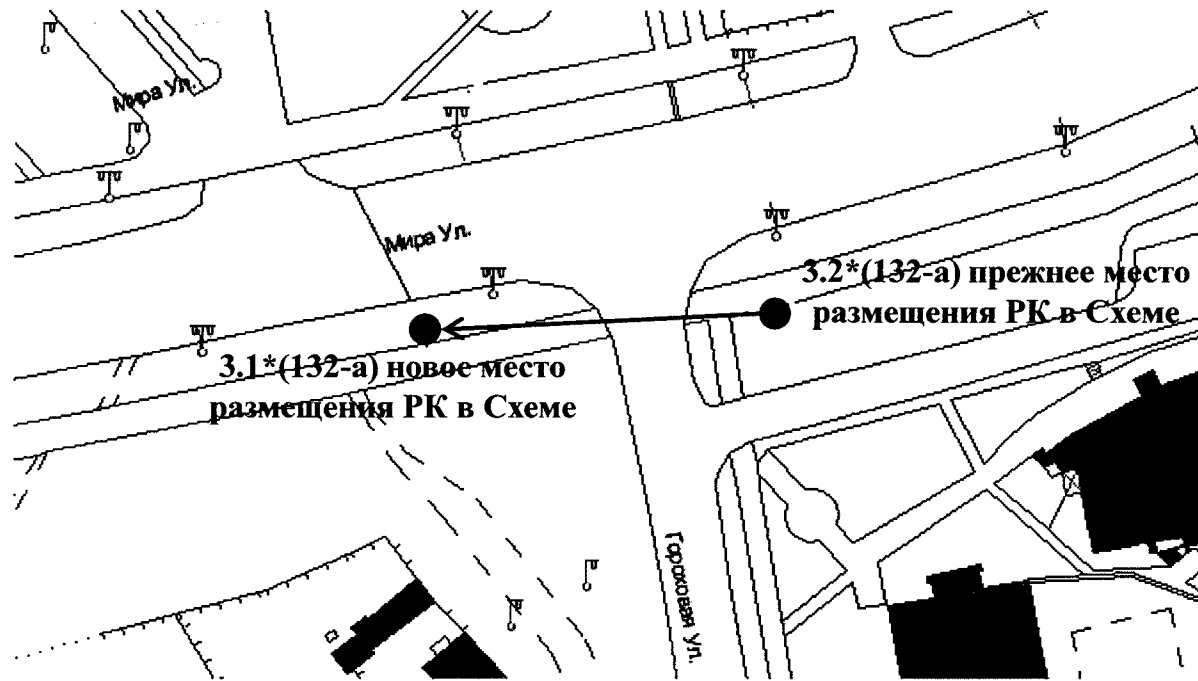 Мира Ул.
Мира Ул.
3.2*(132-а) прежнее место
размещения РК в Схеме
3.1*(132-а) новое место
размещения РК в Схеме
Гороховая Ул.